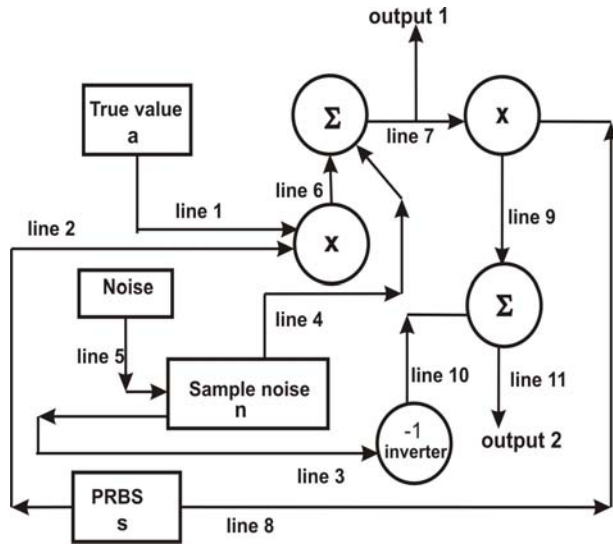 output 1
True value
a
Σ
x
line 7
line 6
line 1
line 2
x
line 9
Noise
line 4
Σ
line 5
Sample noise
n
line 10
line 11
-1
inverter
output 2
line 3
PRBS
s
line 8